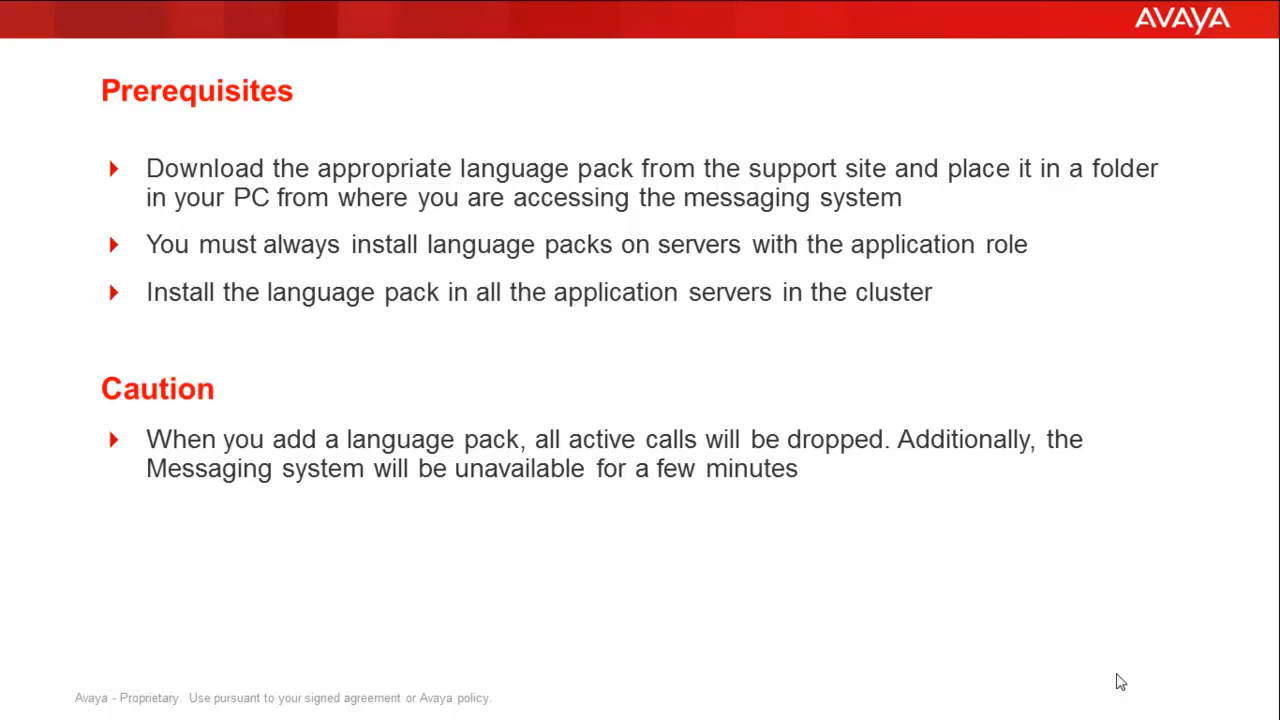 AVAYA
Prerequisites
Download the appropriate language pack from the support site and place it in a folder
in your PC from where you are accessing the messaging system
You must always install language packs on servers with the application role
Install the language pack in all the application servers in the cluster
Caution
When you add a language pack, all active calls will be dropped. Additionally, the
Messaging system will be unavailable for a few minutes
Avaya - Proprietary. Use pursuant to your signed agreement or Avaya policy.